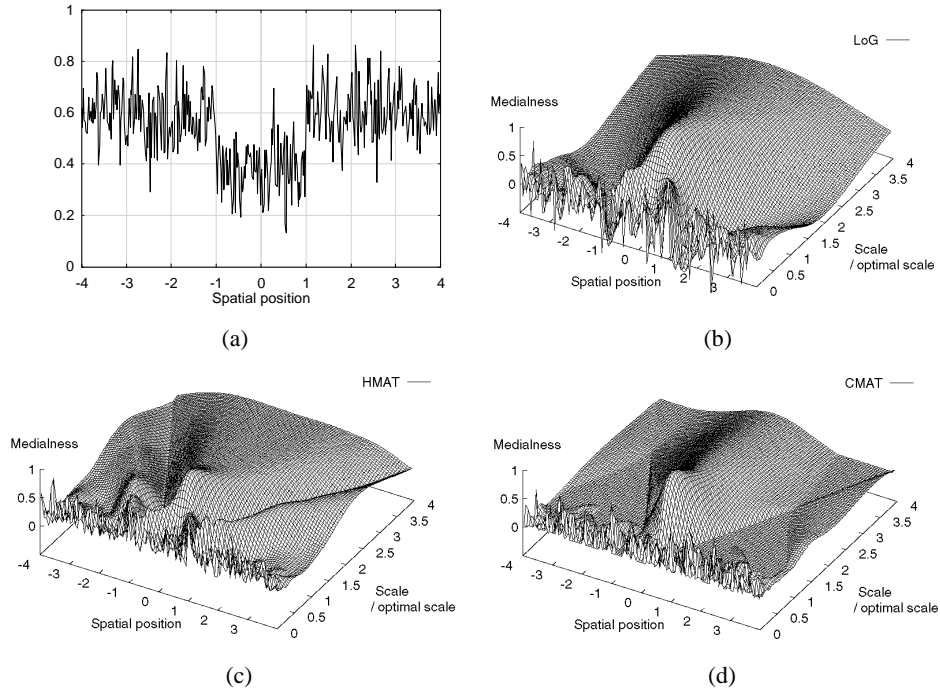 1
0.8
0.6
0.4
0.2
0
-4 -3 -2 -1 0 1 2 3 4
Spatial position
(a)
LoG
Medialness
1
0.5
0
-4 -3 -2 -1 0 1 2 3
Spatial position
0 0.5 1 1.5 2 2.5 3 3.5 4
Scale
/ optimal scale
(b)
HMAT
Medialness
1
0.5
0
-4 -3 -2 -1 0 1 2 3
Spatial position
0 0.5 1 1.5 2 2.5 3 3.5 4
Scale
/ optimal scale
(c)
CMAT
Medialness
1
0.5
0
-4 -3 -2 -1 0 1 2 3
Spatial position
0 0.5 1 1.5 2 2.5 3 3.5 4
Scale
/ optimal scale
(d)